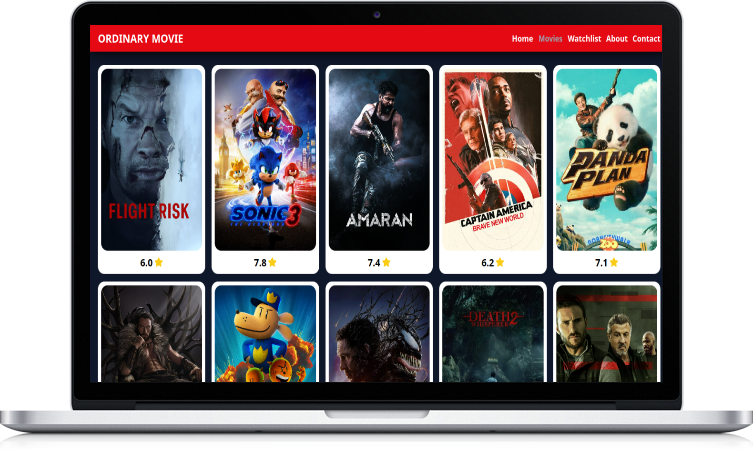 ORDINARY MOVIE
Home Movies Watchlist About Contact
FLIGHT RISK
SONIC 3
AMARAN
CAPTAIN AMERICA
BRAVE NEW WORLD
PANDA
PLAN
ZOO
6.0
7.8
7.4
6.2
7.1
DEATH
2